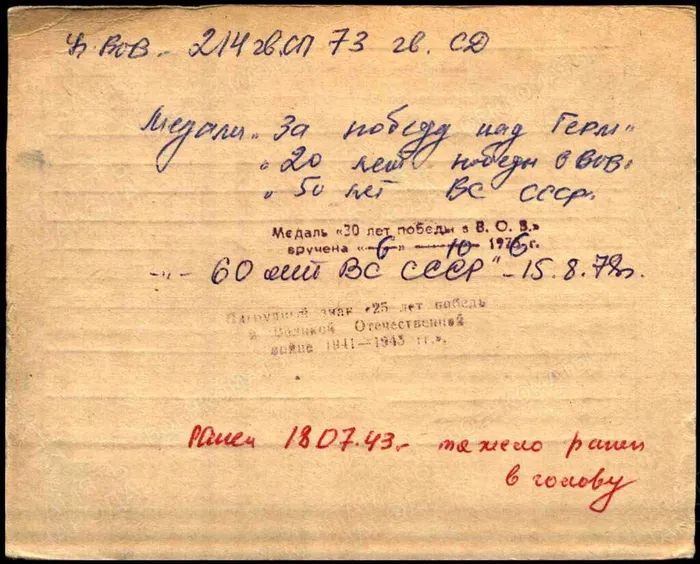 У. ВОВ - 214 гв.СП 73 гв. СД
Медали "За победу над Герм"
" 20 лет победы в ВОВ"
" 50 лет ВС СССР.
Медаль «30 лет победы в В. О. В.»
вручена «6» 10 1976 г.
-"- 60 лет ВС СССР" - 15.8.79г.
Нагрудный знак «25 лет победы
в Великой Отечественной
войне 1941—1945 гг.».
Ранен 18.07.43.- тяжело ранен
в голову